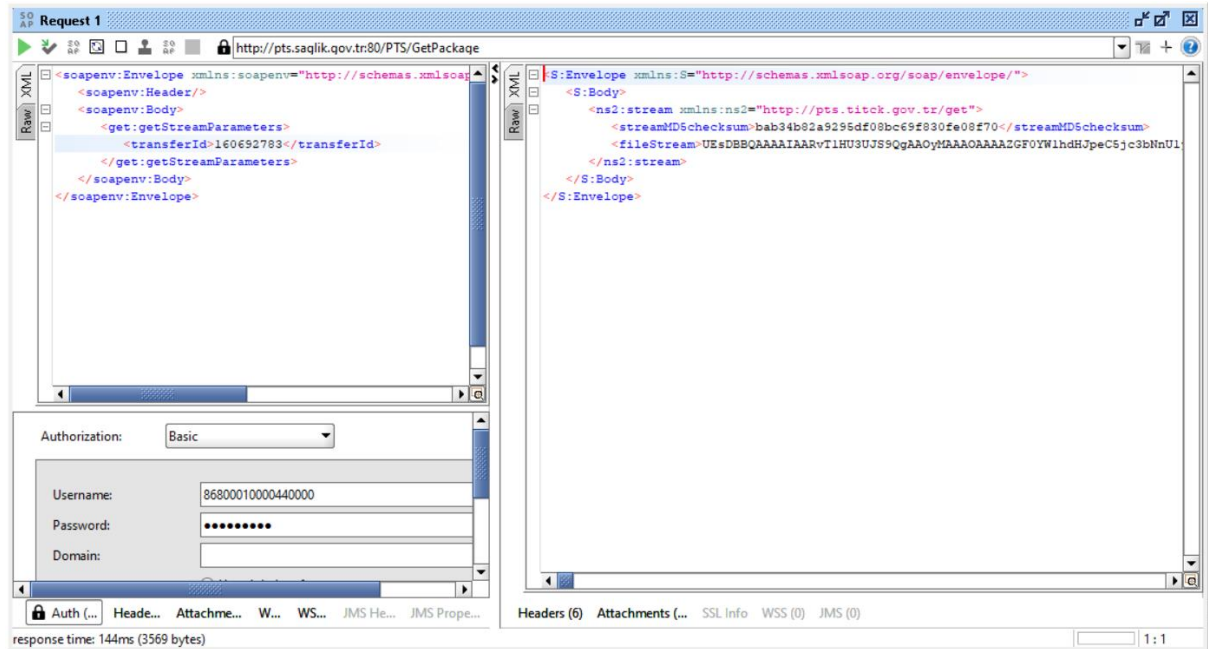 SO AP Request 1
http://pts.saglik.gov.tr:80/PTS/GetPackage
XML
Raw
<soapenv:Envelope xmlns:soapenv="http://schemas.xmlsoap
<soapenv:Header/>
<soapenv:Body>
<get:getStreamParameters>
<transferId>160692783</transferId>
</get:getStreamParameters>
</soapenv:Body>
</soapenv:Envelope>
Authorization: Basic
Username: 86800010000440000
Password: •••••••••
Domain:
Auth (... Heade... Attachme... W... WS... JMS He... JMS Prope...
XML
Raw
<S:Envelope xmlns:S="http://schemas.xmlsoap.org/soap/envelope/">
<S:Body>
<ns2:stream xmlns:ns2="http://pts.titck.gov.tr/get">
<streamMD5checksum>bab34b82a9295df08bc69f830fe08f70</streamMD5checksum>
</ns2:stream>
</S:Body>
</S:Envelope>
Headers (6) Attachments (... SSL Info WSS (0) JMS (0)
response time: 144ms (3569 bytes)
1 : 1